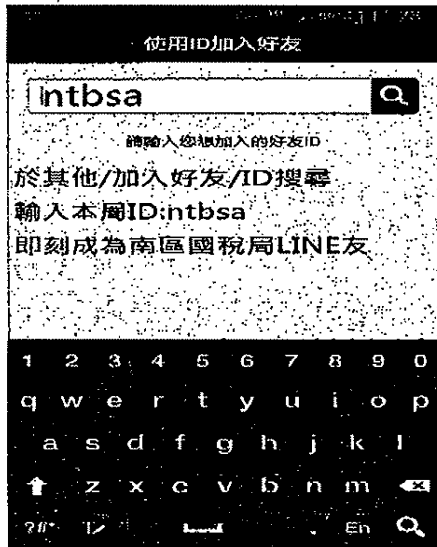 使用ID加入好友
ntbsa
請輸入您想加入的好友ID
於其他/加入好友/ID搜尋
輸入本局ID:ntbsa
即刻成為南區國稅局LINE友
1 2 3 4 5 6 7 8 9 0
q w e r t y u i o p
a s d f g h j k l
z x c v b n m
?#* En